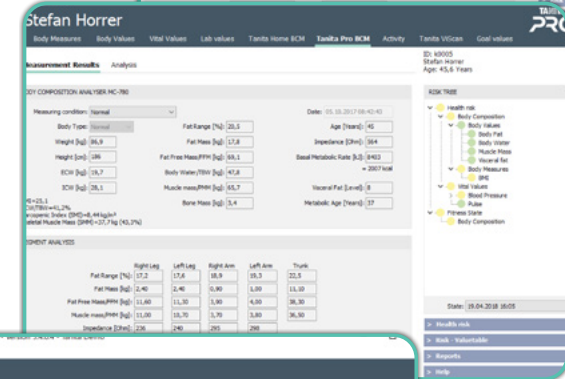 Stefan Horrer
TANITA
PRO
Body Measures Body Values Vital Values Lab values Tanita Home BCM Tanita Pro BCM Activity Tanita ViScan Goal values
Measurement Results Analysis
ID: k0005
Stefan Horrer
Age: 45,6 Years
BODY COMPOSITION ANALYSER MC-780
RISK TREE
Measuring condition: Normal Date: 05.10.2017 08:42:43
Body Type: Normal Fat Range [%]: 20,5 Age [Years]: 45
Weight [kg]: 86,9 Fat Mass [kg]: 17,8 Impedance [Ohm]: 564
Height [cm]: 186 Fat Free Mass/FFM [kg]: 69,1 Basal Metabolic Rate [kJ]: 8403
= 2007 kcal
ECW [kg]: 19,7 Body Water/TBW [kg]: 47,8
ICW [kg]: 28,1 Muscle mass/PMM [kg]: 65,7 Visceral Fat [Level]: 8
Bone Mass [kg]: 3,4 Metabolic Age [Years]: 37
=25,1
/TBW=41,2%
Sarcopenic Index (SMI)=8,44 kg/m²
Skeletal Muscle Mass (SMM)=37,7 kg (43,3%)
Health risk
Body Composition
Body Values
Body Fat
Body Water
Muscle Mass
Visceral fat
Body Measures
BMI
Vital Values
Blood Pressure
Pulse
Fitness State
Body Composition
SEGMENT ANALYSIS
Right Leg Left Leg Right Arm Left Arm Trunk
Fat Range [%]: 17,2 17,6 18,9 19,3 22,5
Fat Mass [kg]: 2,40 2,40 0,90 1,00 11,10
Fat Free Mass/FFM [kg]: 11,60 11,30 3,90 4,00 38,30
Muscle mass/PMM [kg]: 11,00 10,70 3,70 3,80 36,50
Impedance [Ohm]: 236 240 295 298
State: 19.04.2018 16:05
> Health risk
> Risk - Valuetable
> Reports
> Help